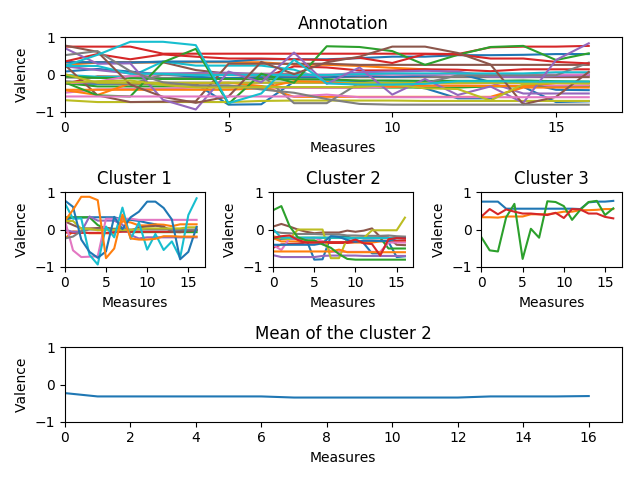 Annotation
Valence
1
0
−1
0 5 10 15
Measures
Cluster 1 Cluster 2 Cluster 3
Valence Valence Valence
1 1 1
0 0 0
−1 −1 −1
0 5 10 15 0 5 10 15 0 5 10 15
Measures Measures Measures
Mean of the cluster 2
Valence
1
0
−1
0 2 4 6 8 10 12 14 16
Measures